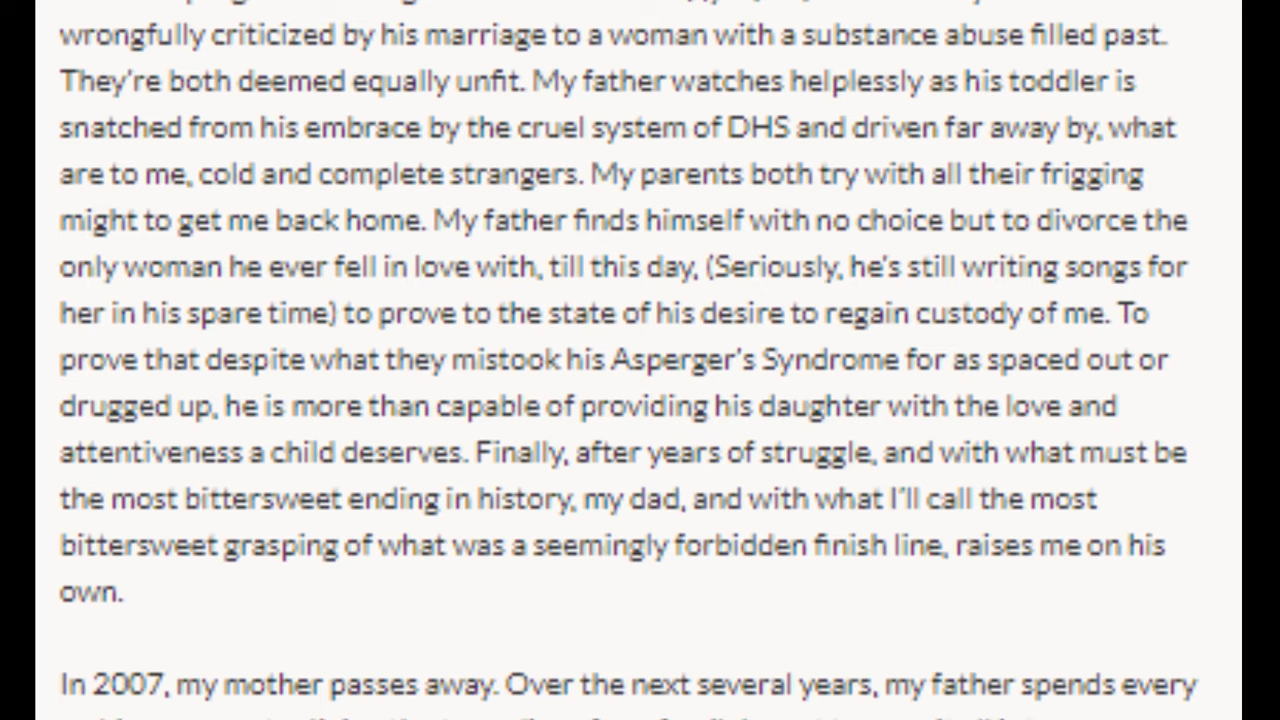 wrongfully criticized by his marriage to a woman with a substance abuse filled past.
They're both deemed equally unfit. My father watches helplessly as his toddler is
snatched from his embrace by the cruel system of DHS and driven far away by, what
are to me, cold and complete strangers. My parents both try with all their frigging
might to get me back home. My father finds himself with no choice but to divorce the
only woman he ever fell in love with, till this day, (Seriously, he's still writing songs for
her in his spare time) to prove to the state of his desire to regain custody of me. To
prove that despite what they mistook his Asperger's Syndrome for as spaced out or
drugged up, he is more than capable of providing his daughter with the love and
attentiveness a child deserves. Finally, after years of struggle, and with what must be
the most bittersweet ending in history, my dad, and with what I'll call the most
bittersweet grasping of what was a seemingly forbidden finish line, raises me on his
own.
In 2007, my mother passes away. Over the next several years, my father spends every